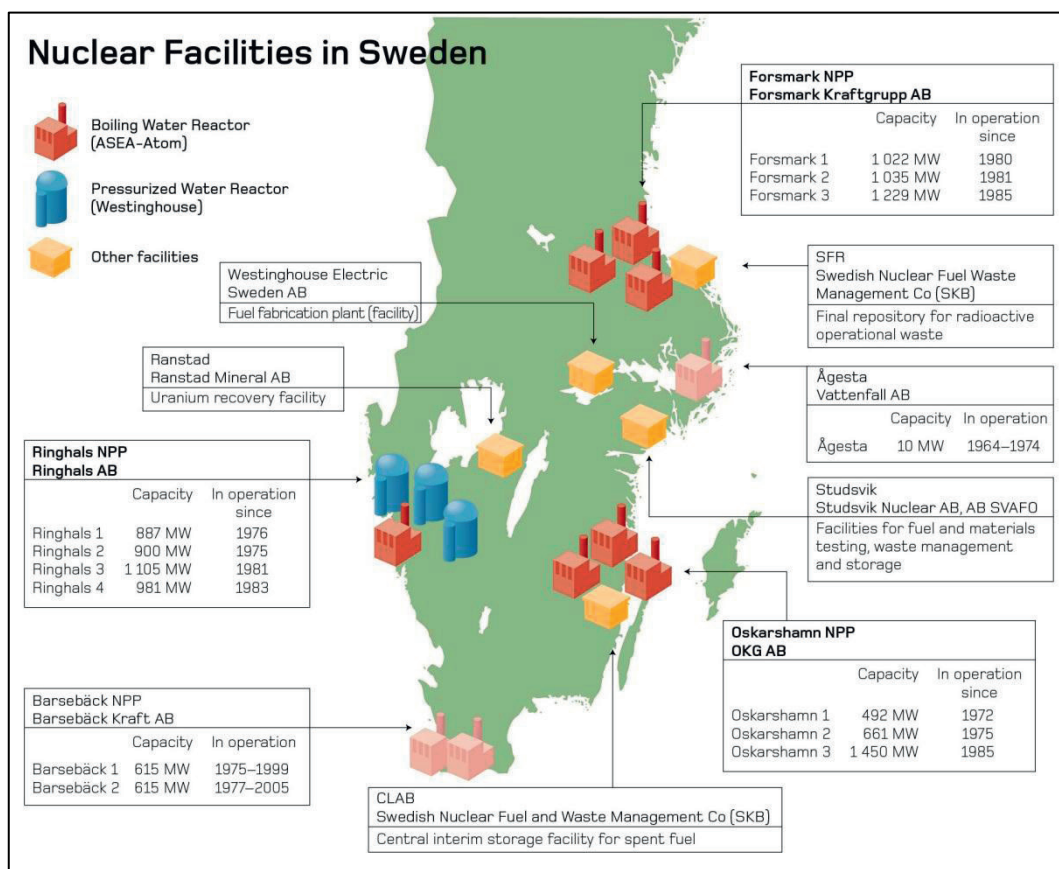 Nuclear Facilities in Sweden
Boiling Water Reactor
(ASEA-Atom)
Pressurized Water Reactor
(Westinghouse)
Other facilities
Forsmark NPP
Forsmark Kraftgrupp AB
Capacity In operation
since
Forsmark 1 1 022 MW 1980
Forsmark 2 1 035 MW 1981
Forsmark 3 1 229 MW 1985
SFR
Swedish Nuclear Fuel Waste
Management Co (SKB)
Final repository for radioactive
operational waste
Westinghouse Electric
Sweden AB
Fuel fabrication plant (facility)
Ranstad
Ranstad Mineral AB
Uranium recovery facility
Ågesta
Vattenfall AB
Capacity In operation
Ågesta 10 MW 1964–1974
Ringhals NPP
Ringhals AB
Capacity In operation
since
Ringhals 1 887 MW 1976
Ringhals 2 900 MW 1975
Ringhals 3 1 105 MW 1981
Ringhals 4 981 MW 1983
Studsvik
Studsvik Nuclear AB, AB SVAFO
Facilities for fuel and materials
testing, waste management
and storage
Oskarshamn NPP
OKG AB
Capacity In operation
since
Oskarshamn 1 492 MW 1972
Oskarshamn 2 661 MW 1975
Oskarshamn 3 1 450 MW 1985
Barsebäck NPP
Barsebäck Kraft AB
Capacity In operation
Barsebäck 1 615 MW 1975–1999
Barsebäck 2 615 MW 1977–2005
CLAB
Swedish Nuclear Fuel and Waste Management Co (SKB)
Central interim storage facility for spent fuel